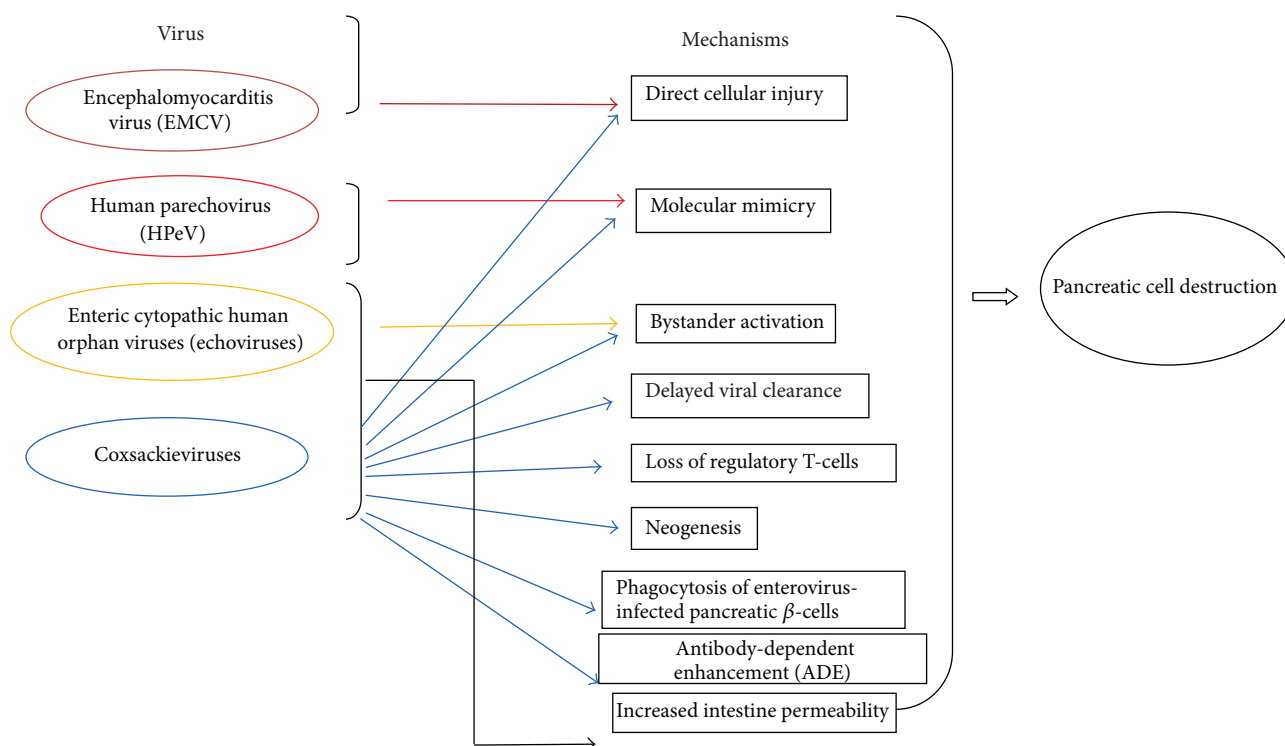 Virus
Encephalomyocarditis
virus (EMCV)
Human parechovirus
(HPeV)
Enteric cytopathic human
orphan viruses (echoviruses)
Coxsackieviruses
Mechanisms
Direct cellular injury
Molecular mimicry
Bystander activation
Delayed viral clearance
Loss of regulatory T-cells
Neogenesis
Phagocytosis of enterovirus-
infected pancreatic β-cells
Antibody-dependent
enhancement (ADE)
Increased intestine permeability
Pancreatic cell destruction